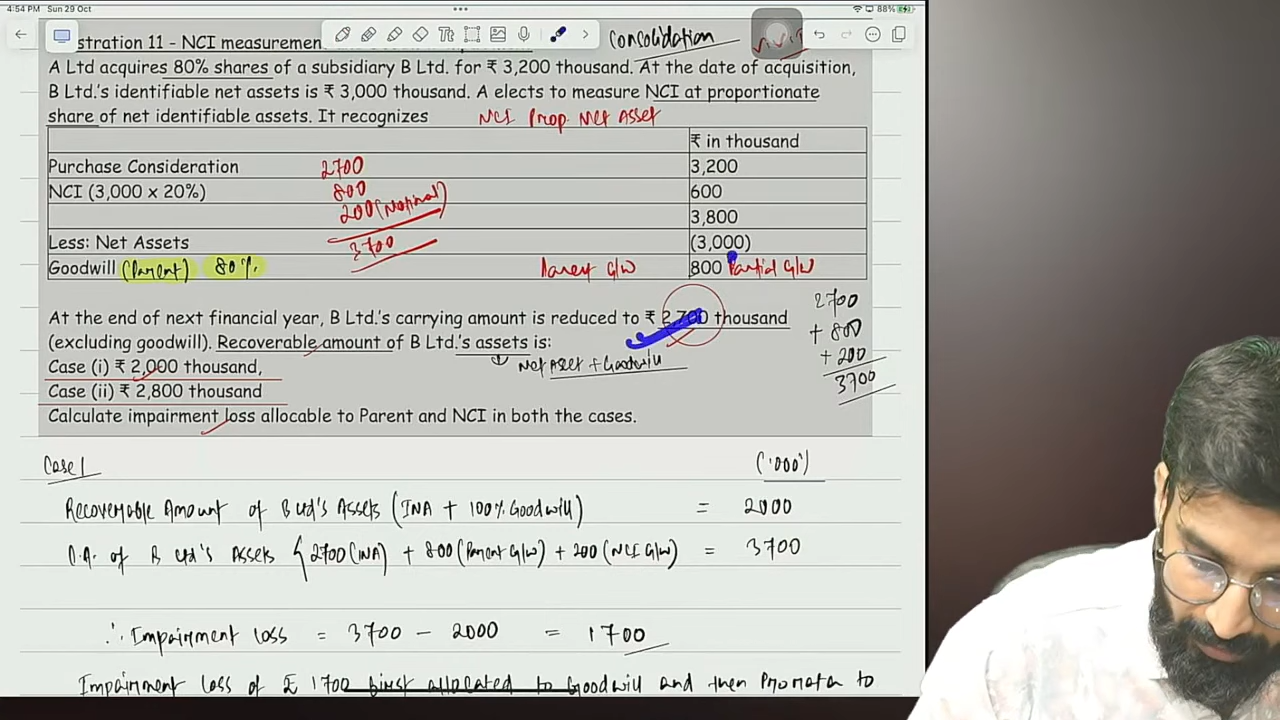 4:54 PM Sun 29 Oct
88%
stration 11 - NCI measuremen
Consolidation
A Ltd acquires 80% shares of a subsidiary B Ltd. for ₹ 3,200 thousand. At the date of acquisition,
B Ltd.'s identifiable net assets is ₹ 3,000 thousand. A elects to measure NCI at proportionate
share of net identifiable assets. It recognizes
NCI Prop. Net Asset
₹ in thousand
Purchase Consideration 2700 3,200
NCI (3,000 x 20%) 800 600
200 (Notional) 3,800
Less: Net Assets 3700 (3,000)
Goodwill (Parent) 80% Parent G/W 800 Partial G/W
2700
+ 800
+ 200
3700
At the end of next financial year, B Ltd.'s carrying amount is reduced to ₹ 2,700 thousand
(excluding goodwill). Recoverable amount of B Ltd.'s assets is:
Net Asset + Goodwill
Case (i) ₹ 2,000 thousand,
Case (ii) ₹ 2,800 thousand
Calculate impairment loss allocable to Parent and NCI in both the cases.
Case 1 ('000')
Recoverable Amount of B Ltd's Assets (INA + 100% Goodwill) = 2000
C.A. of B Ltd's Assets { 2700 (INA) + 800 (Parent G/W) + 200 (NCI G/W) = 3700
∴ Impairment loss = 3700 - 2000 = 1700
Impairment Loss of ₹ 1700 first allocated to Goodwill and then Prorata to